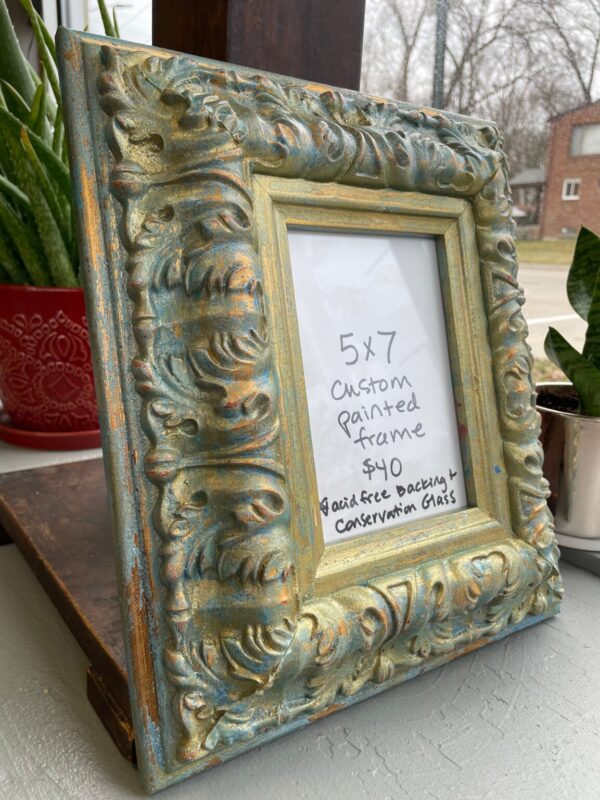 5x7
custom
painted
frame
$40
& acid free Backing +
Conservation Glass